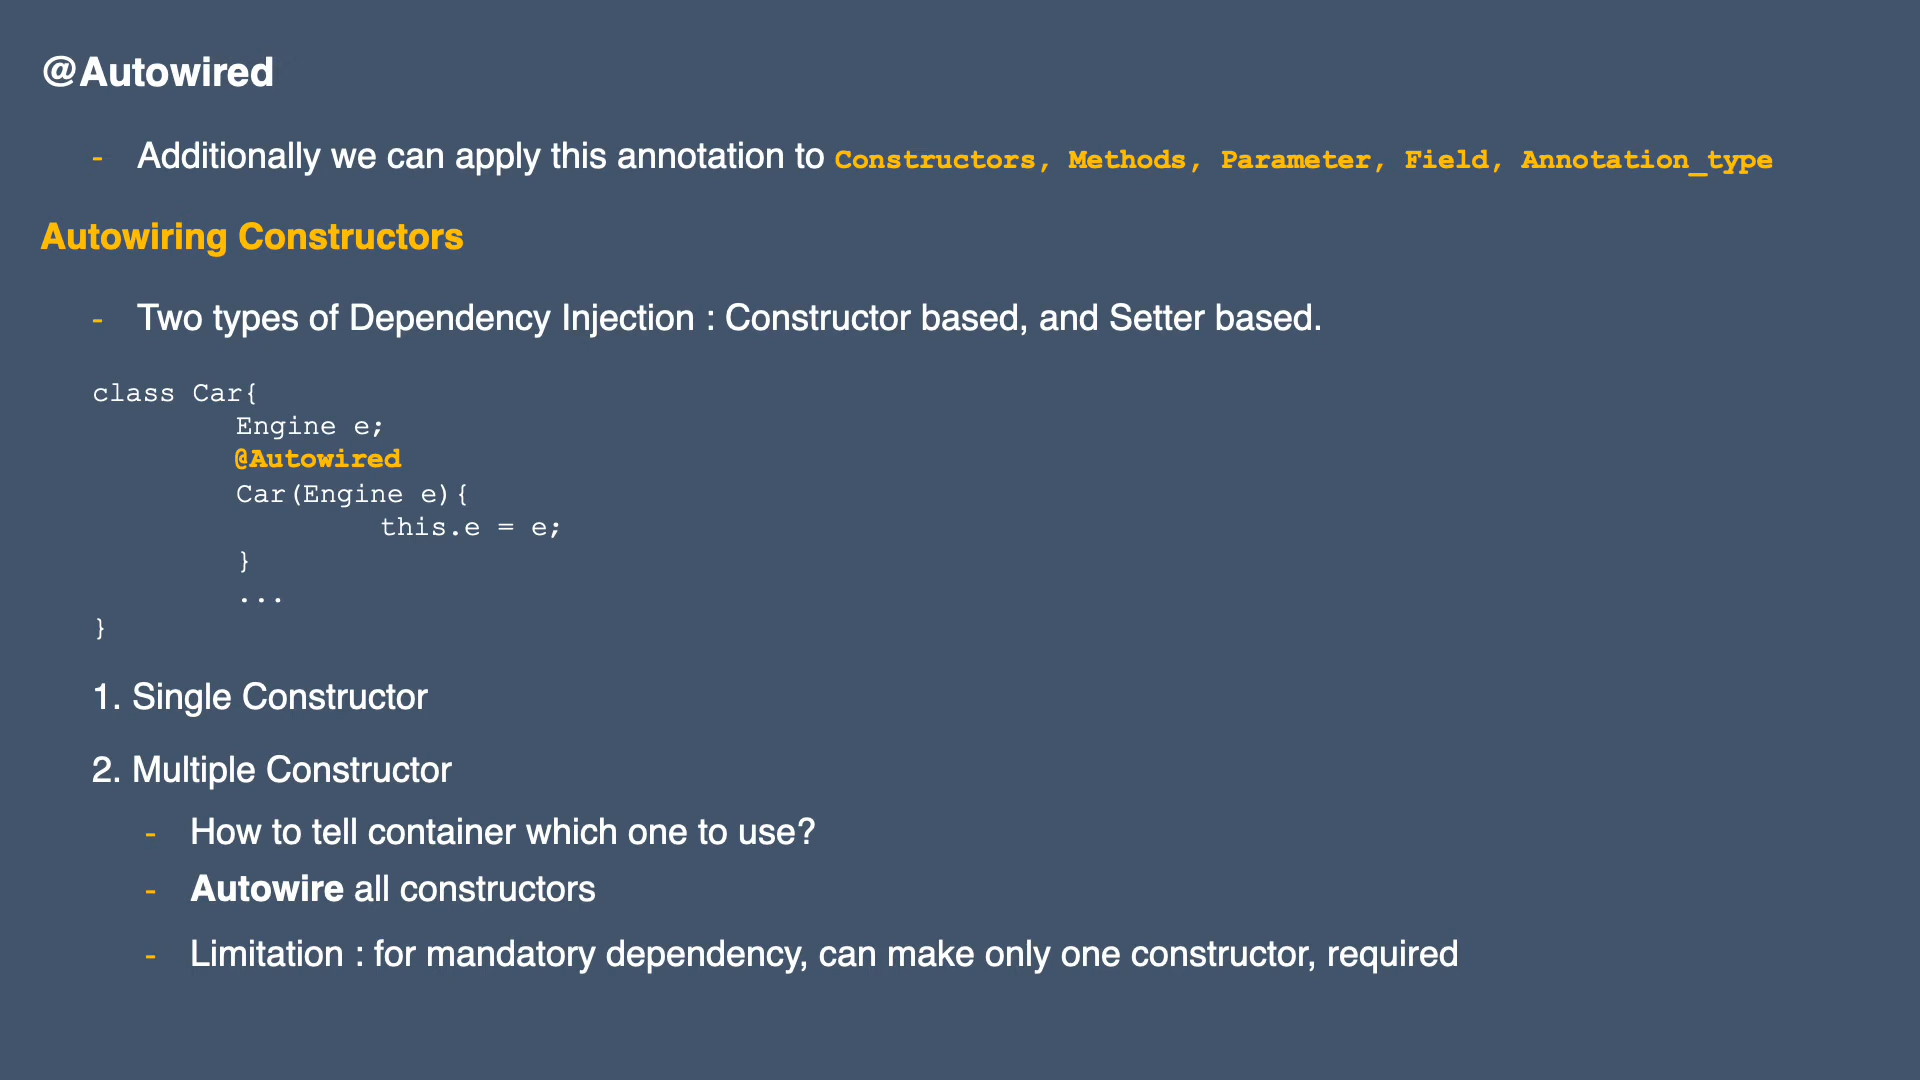 @Autowired
- Additionally we can apply this annotation to Constructors, Methods, Parameter, Field, Annotation_type
Autowiring Constructors
- Two types of Dependency Injection : Constructor based, and Setter based.
class Car{
Engine e;
@Autowired
Car(Engine e){
this.e = e;
}
...
}
1. Single Constructor
2. Multiple Constructor
- How to tell container which one to use?
- Autowire all constructors
- Limitation : for mandatory dependency, can make only one constructor, required